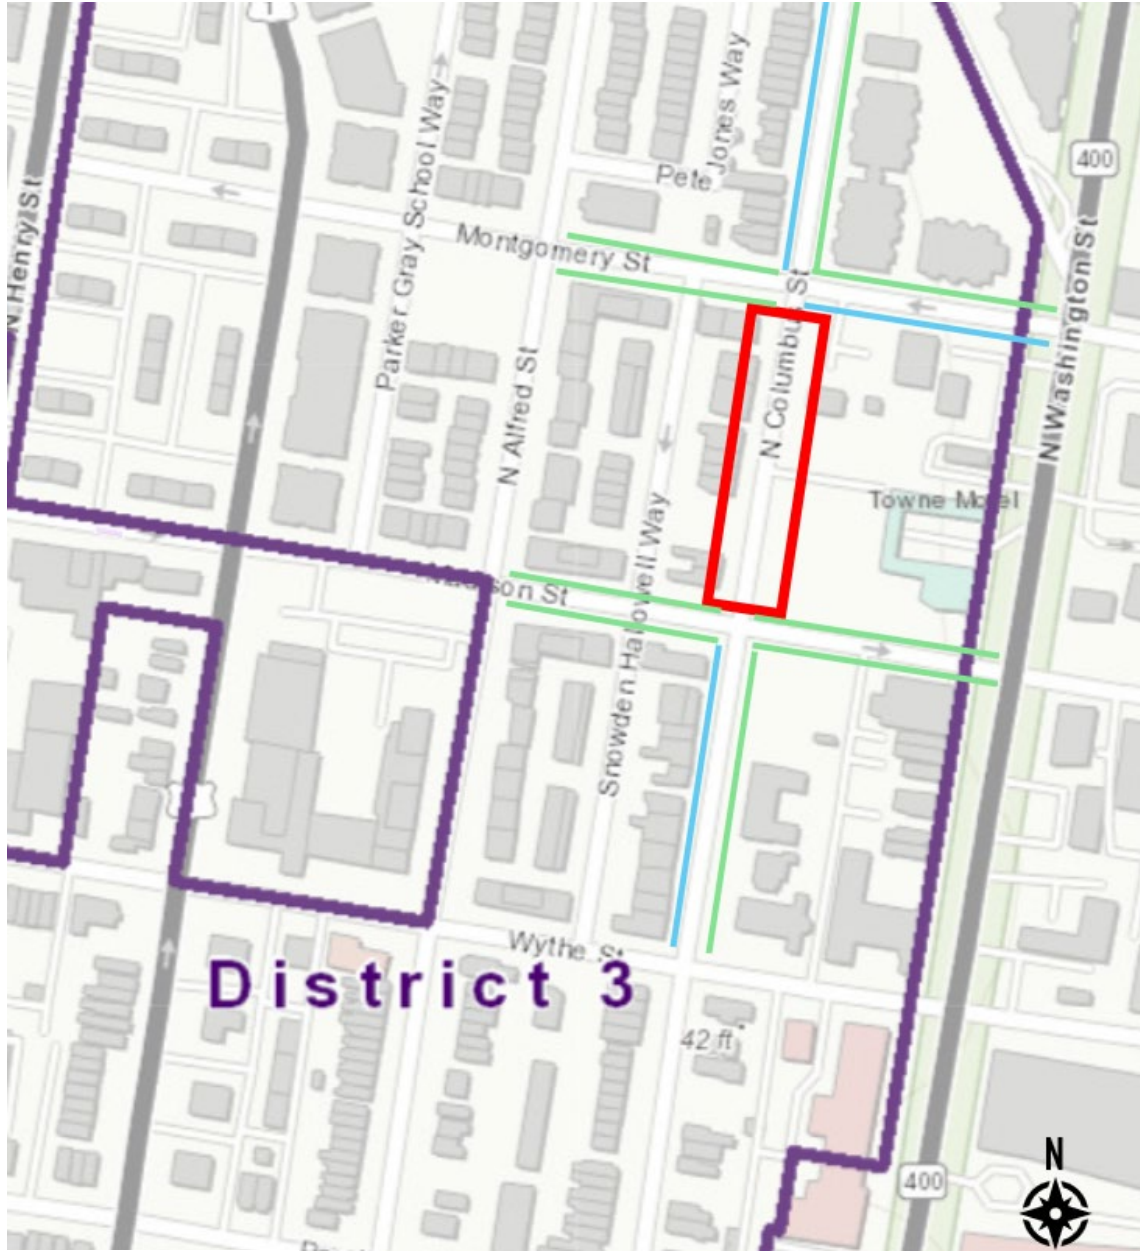 1
Jones Way
Pete
400
Parker Gray School Way
N Henry St
Montgomery St
N Washington St
N Columbus St
N Alfred St
Towne Motel
Snowden Hallowell Way
son St
Wythe St
District 3
42 ft
N
400